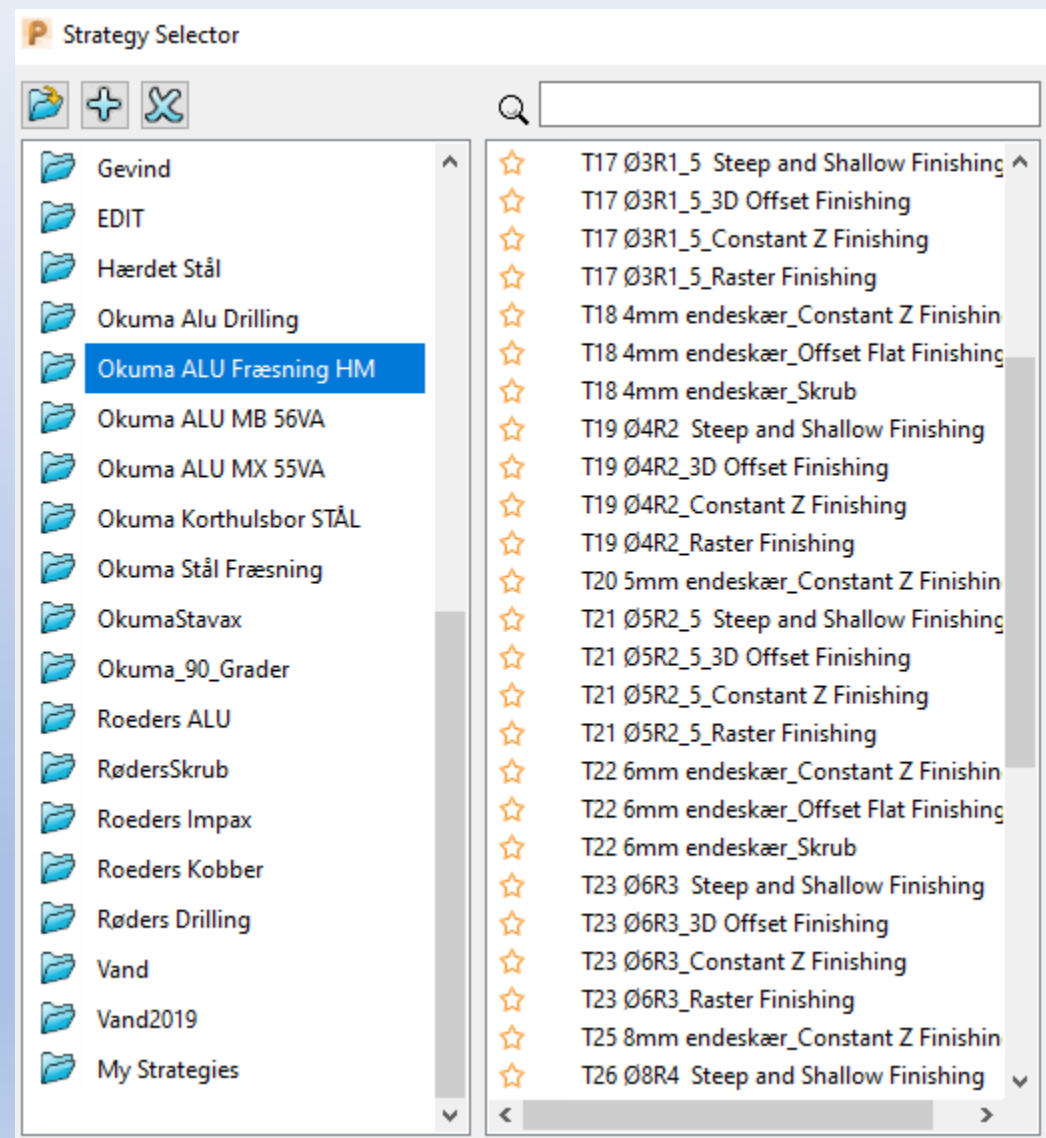 P Strategy Selector
Gevind
EDIT
Hærdet Stål
Okuma Alu Drilling
Okuma ALU Fræsning HM
Okuma ALU MB 56VA
Okuma ALU MX 55VA
Okuma Korthulsbor STÅL
Okuma Stål Fræsning
OkumaStavax
Okuma_90_Grader
Roeders ALU
RødersSkrub
Roeders Impax
Roeders Kobber
Røders Drilling
Vand
Vand2019
My Strategies
T17 Ø3R1_5 Steep and Shallow Finishing
T17 Ø3R1_5_3D Offset Finishing
T17 Ø3R1_5_Constant Z Finishing
T17 Ø3R1_5_Raster Finishing
T18 4mm endeskær_Constant Z Finishin
T18 4mm endeskær_Offset Flat Finishing
T18 4mm endeskær_Skrub
T19 Ø4R2 Steep and Shallow Finishing
T19 Ø4R2_3D Offset Finishing
T19 Ø4R2_Constant Z Finishing
T19 Ø4R2_Raster Finishing
T20 5mm endeskær_Constant Z Finishin
T21 Ø5R2_5 Steep and Shallow Finishing
T21 Ø5R2_5_3D Offset Finishing
T21 Ø5R2_5_Constant Z Finishing
T21 Ø5R2_5_Raster Finishing
T22 6mm endeskær_Constant Z Finishin
T22 6mm endeskær_Offset Flat Finishing
T22 6mm endeskær_Skrub
T23 Ø6R3 Steep and Shallow Finishing
T23 Ø6R3_3D Offset Finishing
T23 Ø6R3_Constant Z Finishing
T23 Ø6R3_Raster Finishing
T25 8mm endeskær_Constant Z Finishin
T26 Ø8R4 Steep and Shallow Finishing